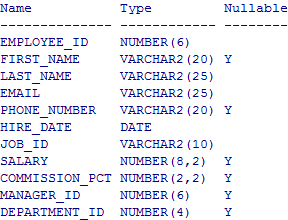 Name           Type         Nullable
-------------- ------------ --------
EMPLOYEE_ID    NUMBER(6)
FIRST_NAME     VARCHAR2(20) Y
LAST_NAME      VARCHAR2(25)
EMAIL          VARCHAR2(25)
PHONE_NUMBER   VARCHAR2(20) Y
HIRE_DATE      DATE
JOB_ID         VARCHAR2(10)
SALARY         NUMBER(8,2)  Y
COMMISSION_PCT NUMBER(2,2)  Y
MANAGER_ID     NUMBER(6)    Y
DEPARTMENT_ID  NUMBER(4)    Y